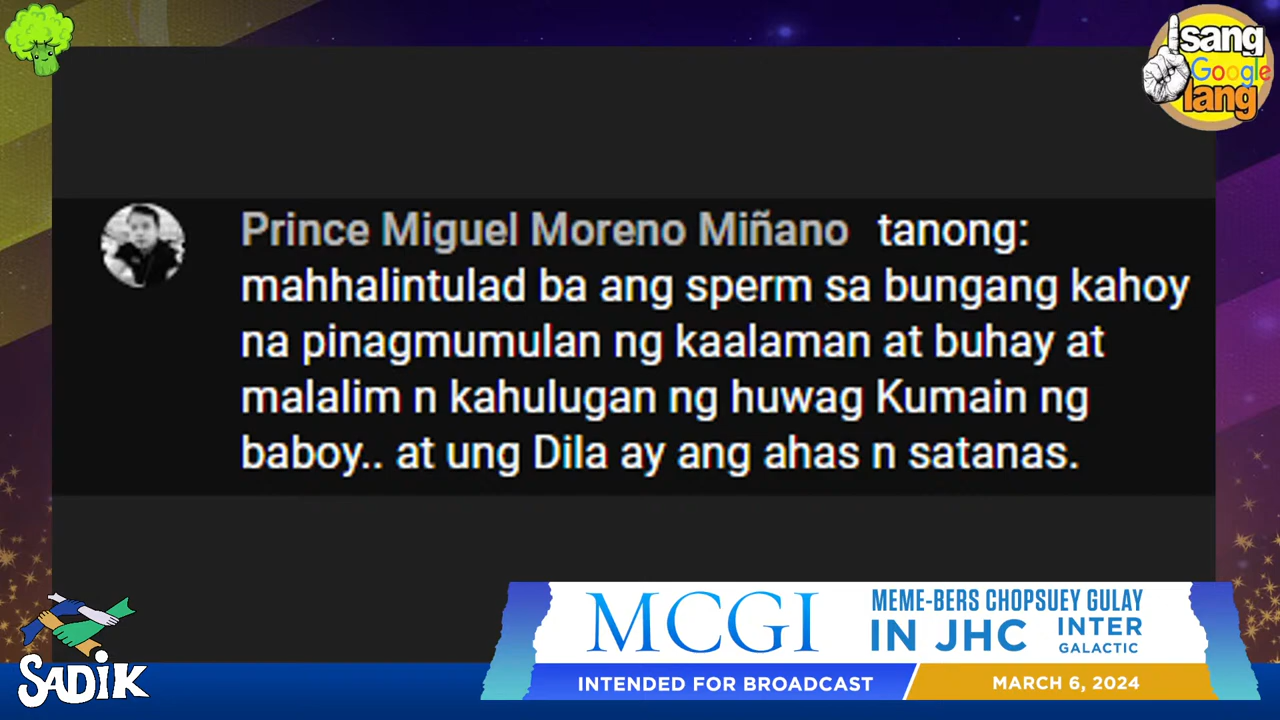 Isang
Google
lang
Prince Miguel Moreno Miñano tanong:
mahhalintulad ba ang sperm sa bungang kahoy
na pinagmumulan ng kaalaman at buhay at
malalim n kahulugan ng huwag Kumain ng
baboy.. at ung Dila ay ang ahas n satanas.
SADiK
MCGI
MEME-BERS CHOPSUEY GULAY
IN JHC INTER
GALACTIC
INTENDED FOR BROADCAST
MARCH 6, 2024